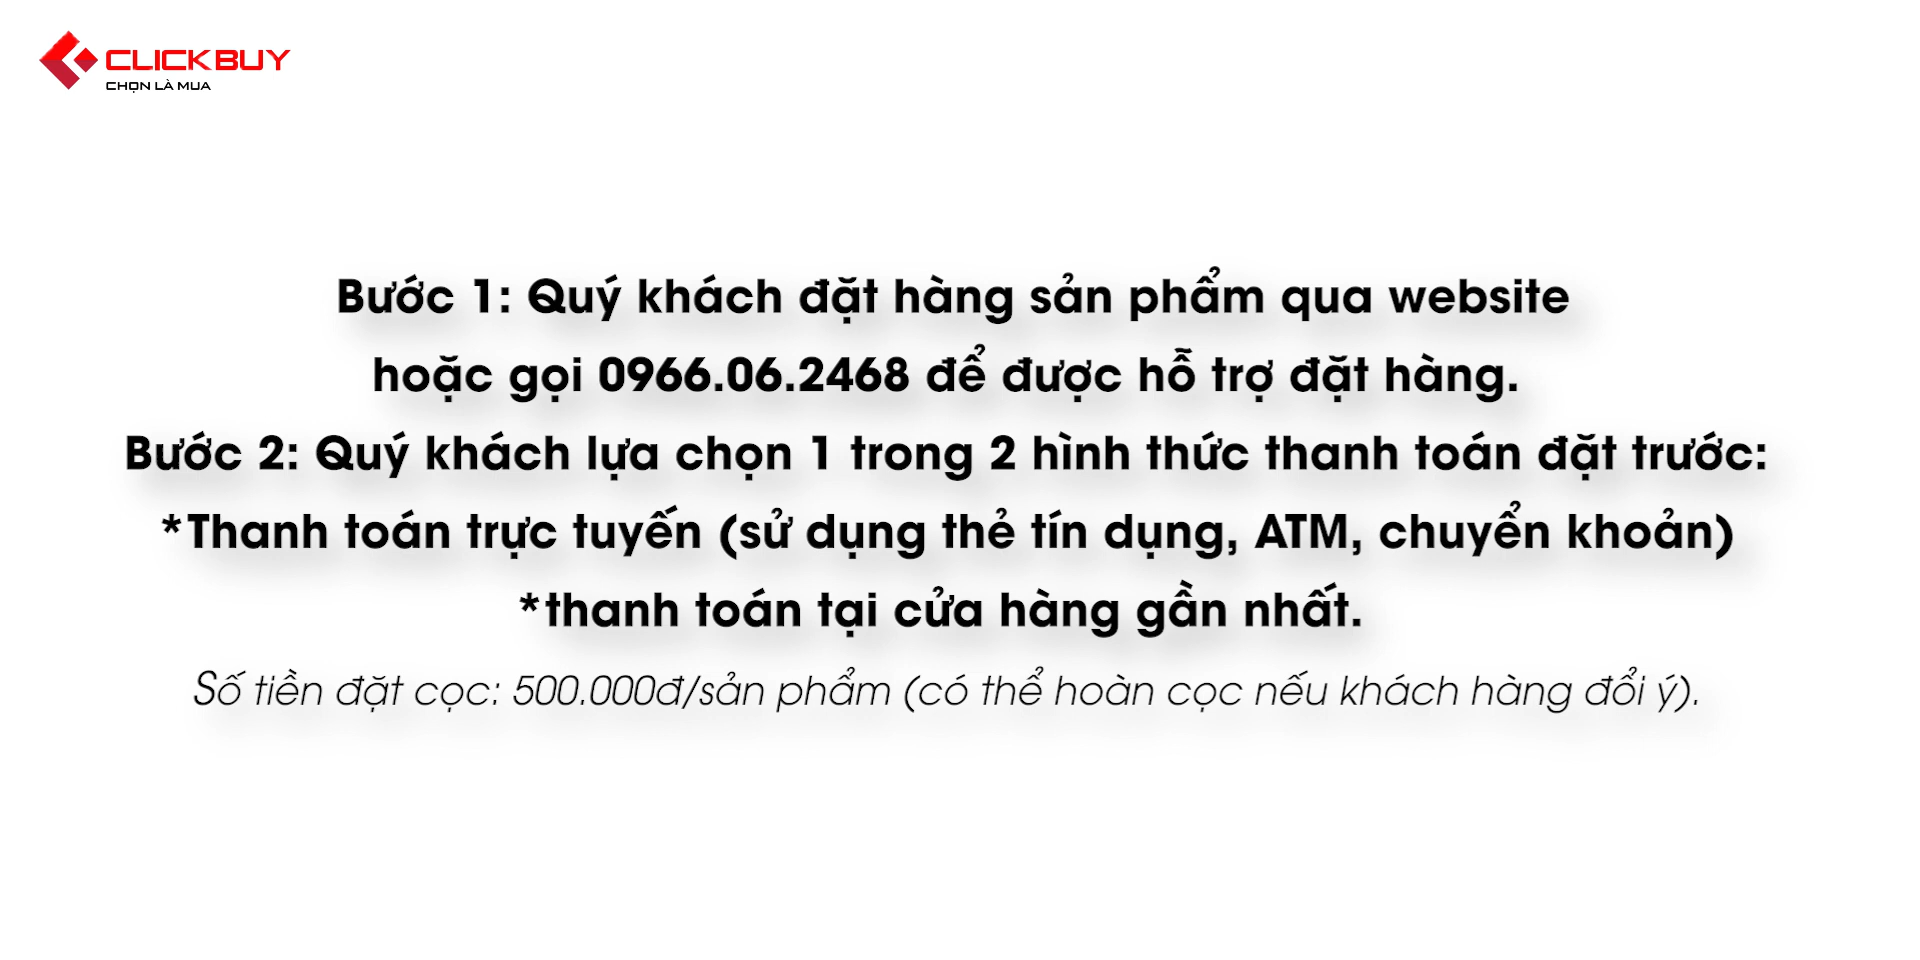 CLICKBUY
CHỌN LÀ MUA
Bước 1: Quý khách đặt hàng sản phẩm qua website
hoặc gọi 0966.06.2468 để được hỗ trợ đặt hàng.
Bước 2: Quý khách lựa chọn 1 trong 2 hình thức thanh toán đặt trước:
*Thanh toán trực tuyến (sử dụng thẻ tín dụng, ATM, chuyển khoản)
*thanh toán tại cửa hàng gần nhất.
Số tiền đặt cọc: 500.000đ/sản phẩm (có thể hoàn cọc nếu khách hàng đổi ý).